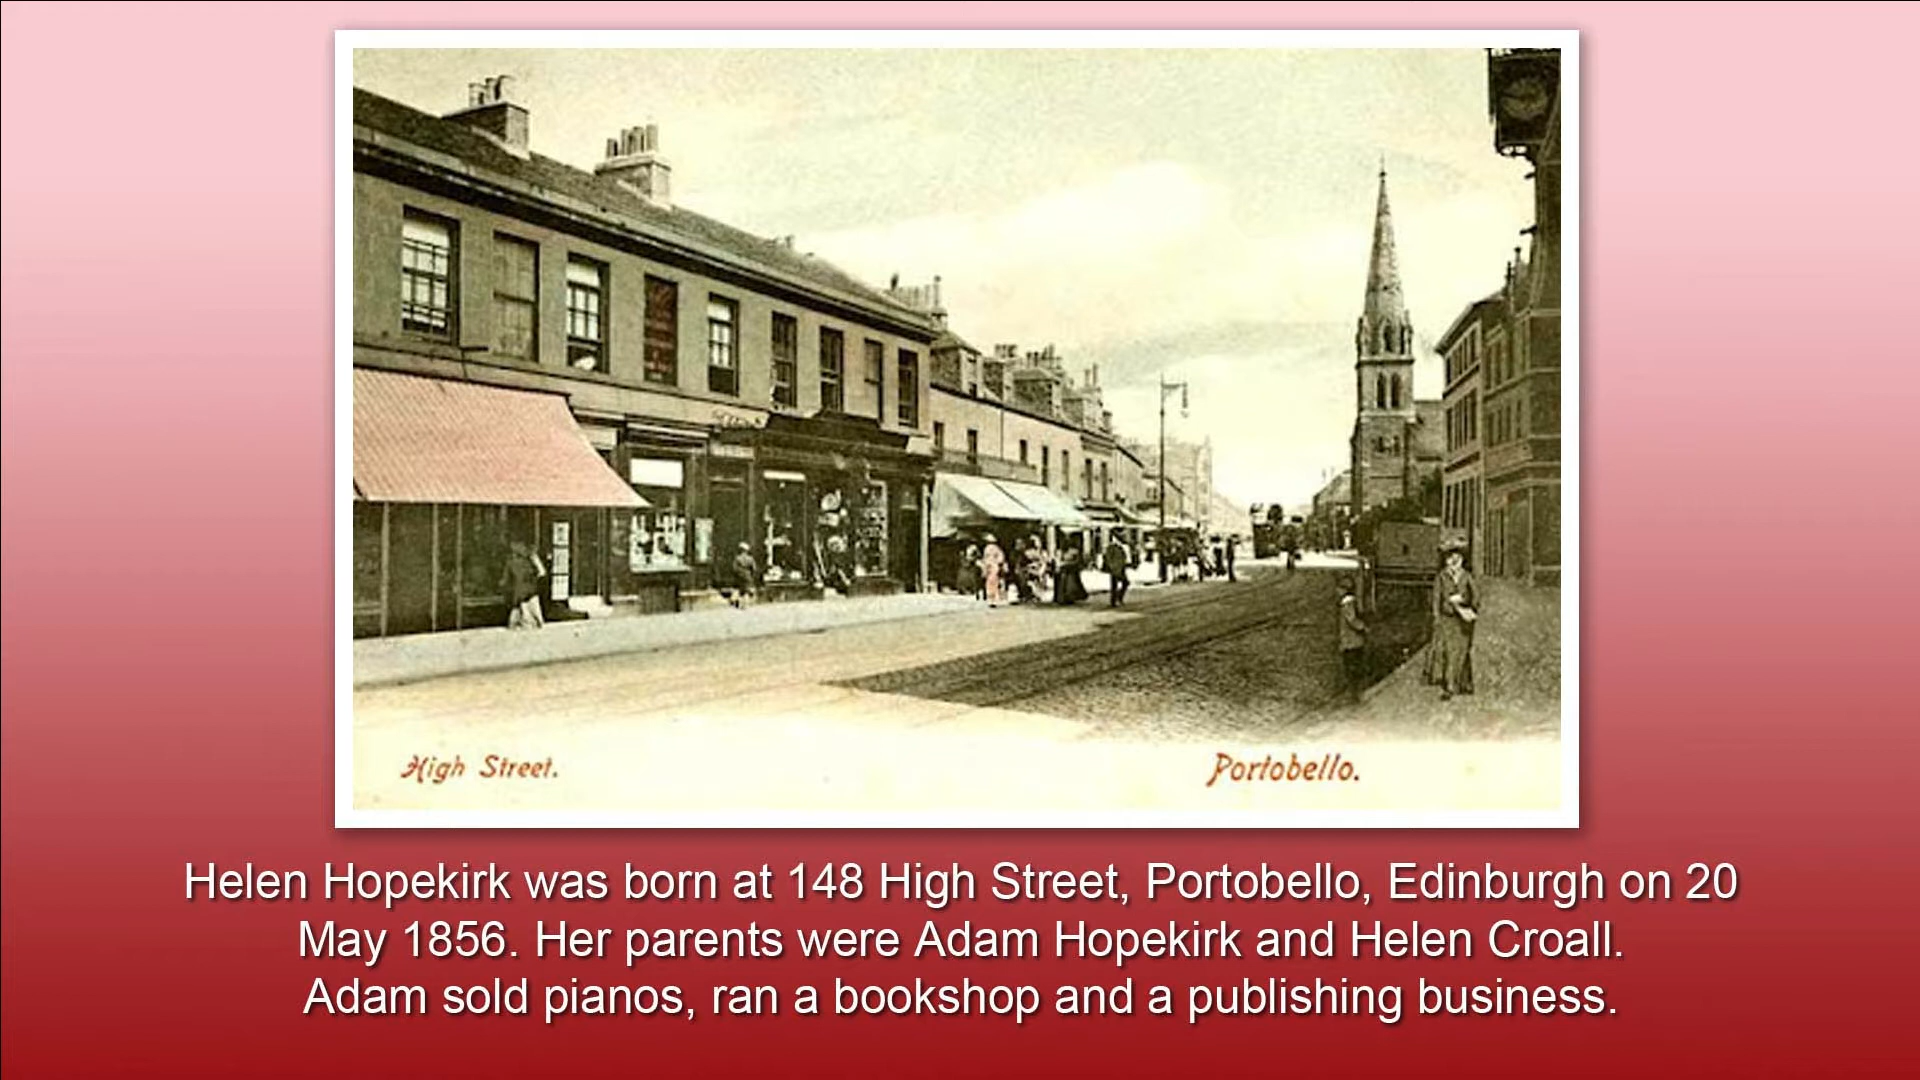 High Street.
Portobello.
Helen Hopekirk was born at 148 High Street, Portobello, Edinburgh on 20
May 1856. Her parents were Adam Hopekirk and Helen Croall.
Adam sold pianos, ran a bookshop and a publishing business.